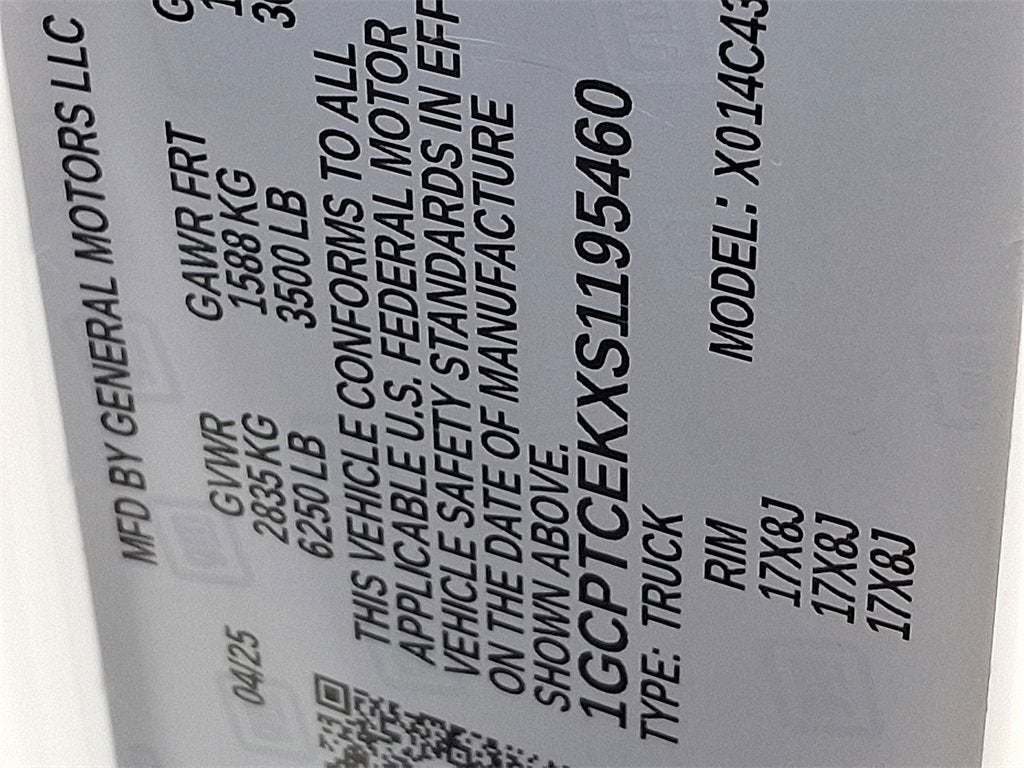 MFD BY GENERAL MOTORS LLC
04/25
GVWR
2835 KG
6250 LB
GAWR FRT
1588 KG
3500 LB
THIS VEHICLE CONFORMS TO ALL
APPLICABLE U.S. FEDERAL MOTOR
VEHICLE SAFETY STANDARDS IN EFF
ON THE DATE OF MANUFACTURE
SHOWN ABOVE.
1GCPTCEKXS1195460
TYPE: TRUCK
MODEL: X014C43
RIM
17X8J
17X8J
17X8J